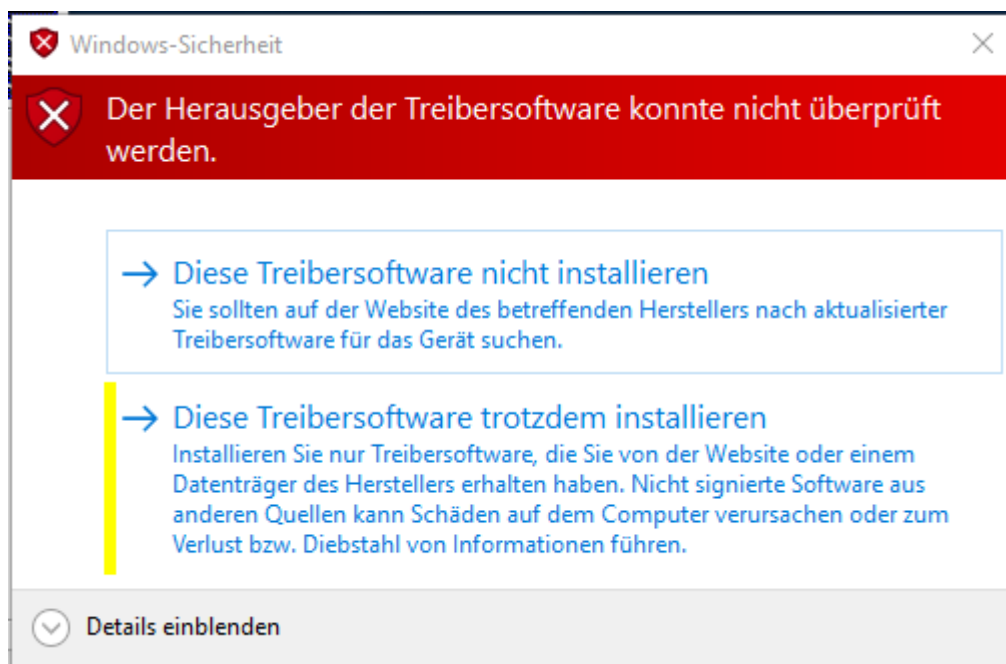 Windows-Sicherheit
Der Herausgeber der Treibersoftware konnte nicht überprüft
werden.
Diese Treibersoftware nicht installieren
Sie sollten auf der Website des betreffenden Herstellers nach aktualisierter
Treibersoftware für das Gerät suchen.
Diese Treibersoftware trotzdem installieren
Installieren Sie nur Treibersoftware, die Sie von der Website oder einem
Datenträger des Herstellers erhalten haben. Nicht signierte Software aus
anderen Quellen kann Schäden auf dem Computer verursachen oder zum
Verlust bzw. Diebstahl von Informationen führen.
Details einblenden